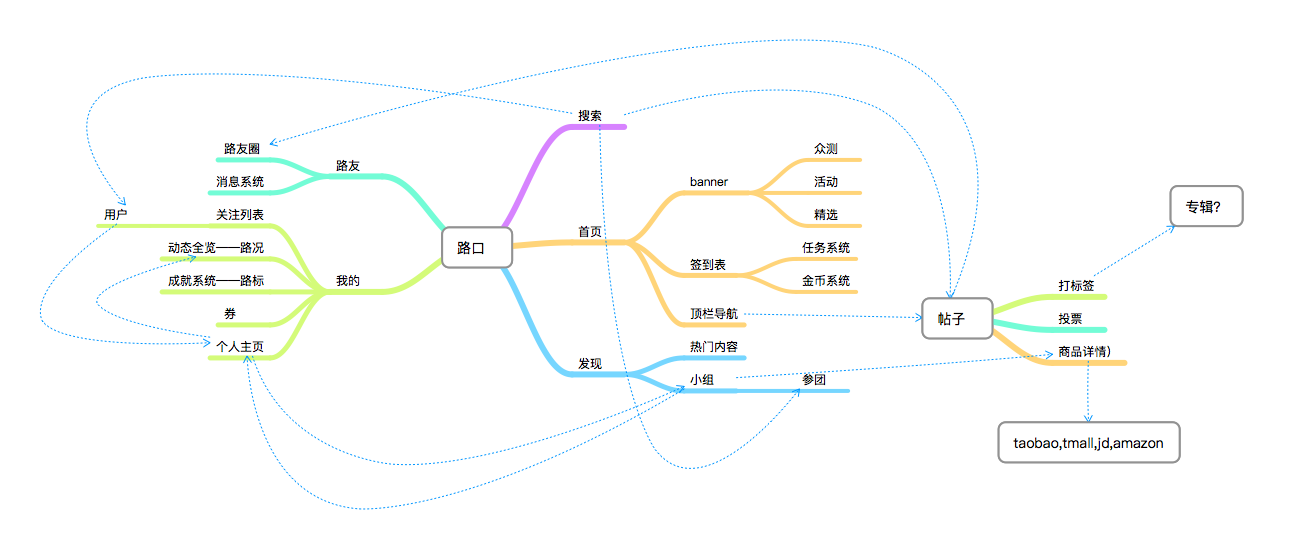 搜索
路友圈
路友
消息系统
用户
关注列表
动态全览——路况
成就系统——路标
我的
券
个人主页
路口
首页
banner
众测
活动
精选
签到表
任务系统
金币系统
顶栏导航
发现
热门内容
小组
参团
帖子
打标签
投票
商品详情)
专辑？
taobao,tmall,jd,amazon